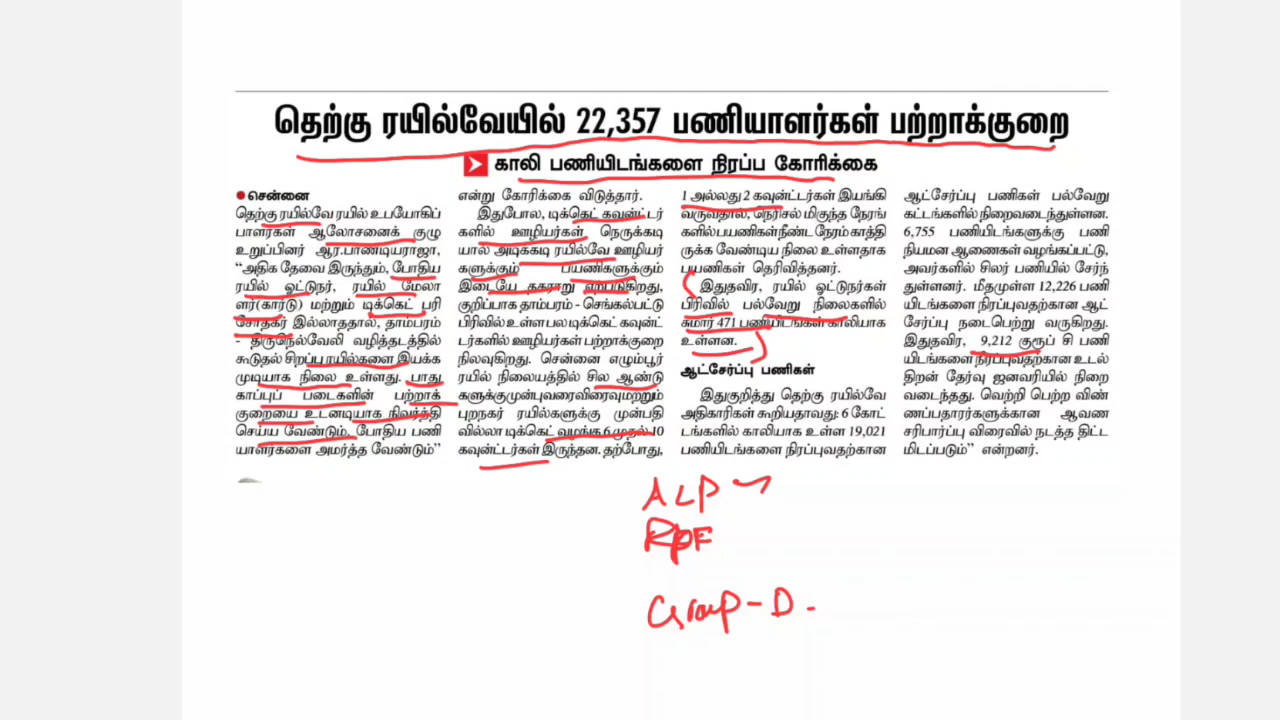 தெற்கு ரயில்வேயில் 22,357 பணியாளர்கள் பற்றாக்குறை
காலி பணியிடங்களை நிரப்ப கோரிக்கை
சென்னை
தெற்கு ரயில்வே ரயில் உபயோகிப்
பாளர்கள் ஆலோசனைக் குழு
உறுப்பினர் ஆர்.பாண்டியராஜா,
“அதிக தேவை இருந்தும், போதிய
ரயில் ஓட்டுநர், ரயில் மேலா
ளர்(கார்டு) மற்றும் டிக்கெட் பரி
சோதகர் இல்லாததால், தாம்பரம்
- திருநெல்வேலி வழித்தடத்தில்
கூடுதல் சிறப்பு ரயில்களை இயக்க
முடியாக நிலை உள்ளது. பாது
காப்புப் படைகளின் பற்றாக்
குறையை உடனடியாக நிவர்த்தி
செய்ய வேண்டும். போதிய பணி
யாளர்களை அமர்த்த வேண்டும்”
என்று கோரிக்கை விடுத்தார்.
இதுபோல, டிக்கெட் கவுன்ட்டர்
களில் ஊழியர்கள் நெருக்கடி
யால் அடிக்கடி ரயில்வே ஊழியர்
களுக்கும் பயணிகளுக்கும்
இடையே தகராறு ஏற்படுகிறது.
குறிப்பாக தாம்பரம் - செங்கல்பட்டு
பிரிவில் உள்ள பல டிக்கெட் கவுன்ட்
டர்களில் ஊழியர்கள் பற்றாக்குறை
நிலவுகிறது. சென்னை எழும்பூர்
ரயில் நிலையத்தில் சில ஆண்டு
களுக்குமுன்புவரைவிரைவுமற்றும்
புறநகர் ரயில்களுக்கு முன்பதி
வில்லா டிக்கெட் வழங்க 6 முதல் 10
கவுன்ட்டர்கள் இருந்தன. தற்போது,
1 அல்லது 2 கவுன்ட்டர்கள் இயங்கி
வருவதால், நெரிசல் மிகுந்த நேரங்
களில் பயணிகள்நீண்ட நேரம் காத்தி
ருக்க வேண்டிய நிலை உள்ளதாக
பயணிகள் தெரிவித்தனர்.
இதுதவிர, ரயில் ஓட்டுநர்கள்
பிரிவில் பல்வேறு நிலைகளில்
சுமார் 471 பணியிடங்கள் காலியாக
உள்ளன.
ஆட்சேர்ப்பு பணிகள்
இதுகுறித்து தெற்கு ரயில்வே
அதிகாரிகள் கூறியதாவது: 6 கோட்
டங்களில் காலியாக உள்ள 19,021
பணியிடங்களை நிரப்புவதற்கான
ஆட்சேர்ப்பு பணிகள் பல்வேறு
கட்டங்களில் நிறைவடைந்துள்ளன.
6,755 பணியிடங்களுக்கு பணி
நியமன ஆணைகள் வழங்கப்பட்டு,
அவர்களில் சிலர் பணியில் சேர்ந்
துள்ளனர். மீதமுள்ள 12,226 பணி
யிடங்களை நிரப்புவதற்கான ஆட்
சேர்ப்பு நடைபெற்று வருகிறது.
இதுதவிர, 9,212 குரூப் சி பணி
யிடங்களை நிரப்புவதற்கான உடல்
திறன் தேர்வு ஜனவரியில் நிறை
வடைந்தது. வெற்றி பெற்ற விண்
ணப்பதாரர்களுக்கான ஆவண
சரிபார்ப்பு விரைவில் நடத்த திட்ட
மிடப்படும்” என்றனர்.
ALP
RPF
Group-D.